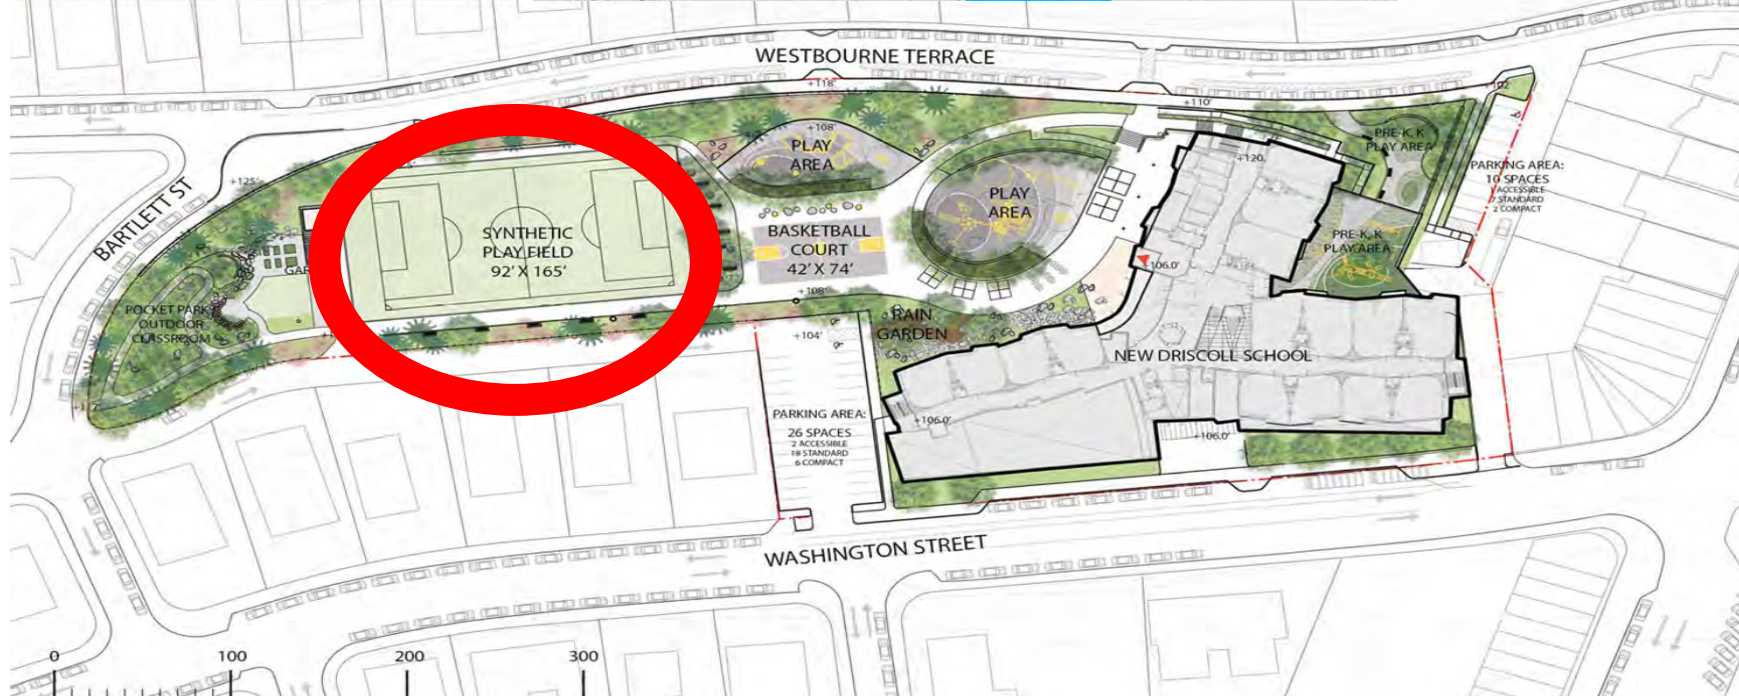 WESTBOURNE TERRACE
+118'
+110'
+102'
+108'
PLAY
AREA
PRE-K, K
PLAY AREA
+120.
PARKING AREA:
10 SPACES
1 ACCESSIBLE
7 STANDARD
2 COMPACT
+125'
BARTLETT ST
PLAY
AREA
SYNTHETIC
PLAY FIELD
92' X 165'
BASKETBALL
COURT
42' X 74'
PRE-K, K
PLAY AREA
+106.0'
GAR
+108'
POCKET PARK
OUTDOOR
CLASSROOM
RAIN
GARDEN
+104'
NEW DRISCOLL SCHOOL
PARKING AREA:
26 SPACES
2 ACCESSIBLE
18 STANDARD
6 COMPACT
+106.0'
+106.0'
WASHINGTON STREET
0 100 200 300